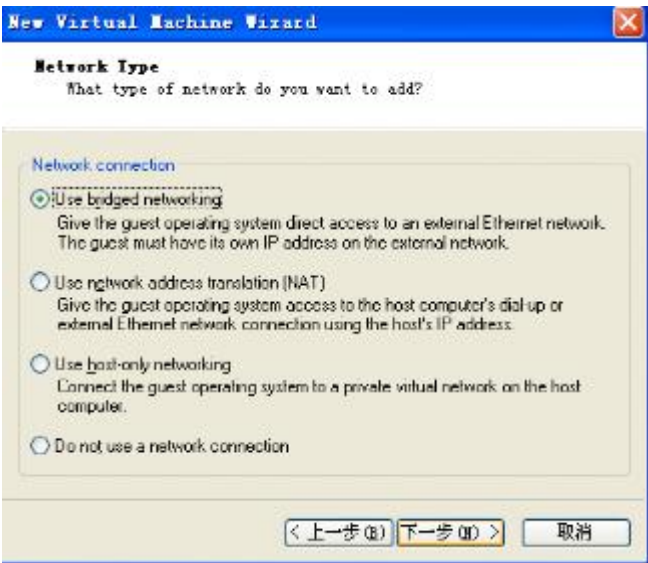 New Virtual Machine Wizard
Network Type
What type of network do you want to add?
Network connection
Use bridged networking
Give the guest operating system direct access to an external Ethernet network.
The guest must have its own IP address on the external network.
Use network address translation (NAT)
Give the guest operating system access to the host computer's dial-up or
external Ethernet network connection using the host's IP address.
Use host-only networking
Connect the guest operating system to a private virtual network on the host
computer.
Do not use a network connection
< 上一步(B) 下一步(N) > 取消